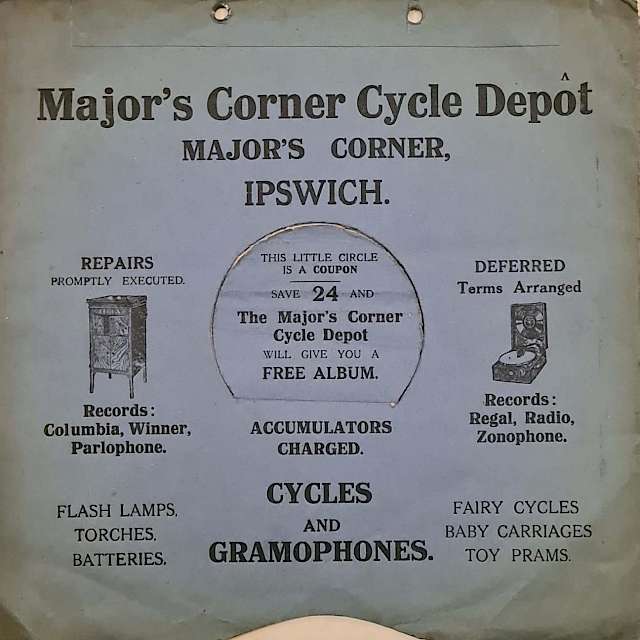 Major's Corner Cycle Depôt
MAJOR'S CORNER,
IPSWICH.
REPAIRS
PROMPTLY EXECUTED.
Records:
Columbia, Winner,
Parlophone.
THIS LITTLE CIRCLE
IS A COUPON
SAVE 24 AND
The Major's Corner
Cycle Depot
WILL GIVE YOU A
FREE ALBUM.
DEFERRED
Terms Arranged
Records:
Regal, Radio,
Zonophone.
ACCUMULATORS
CHARGED.
FLASH LAMPS,
TORCHES,
BATTERIES.
CYCLES
AND
GRAMOPHONES.
FAIRY CYCLES
BABY CARRIAGES
TOY PRAMS.